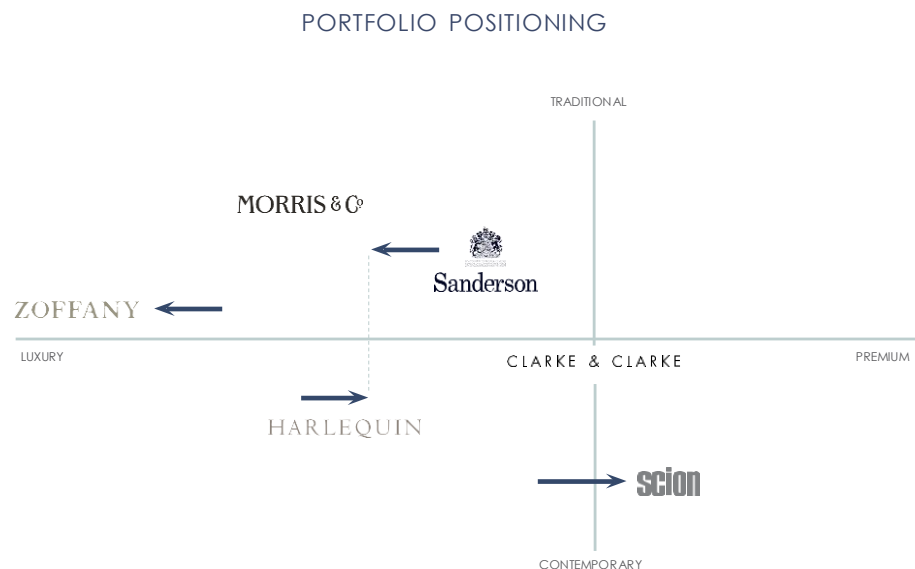 PORTFOLIO POSITIONING
TRADITIONAL
MORRIS & Co
Sanderson
ZOFFANY
LUXURY
PREMIUM
CLARKE & CLARKE
HARLEQUIN
scion
CONTEMPORARY